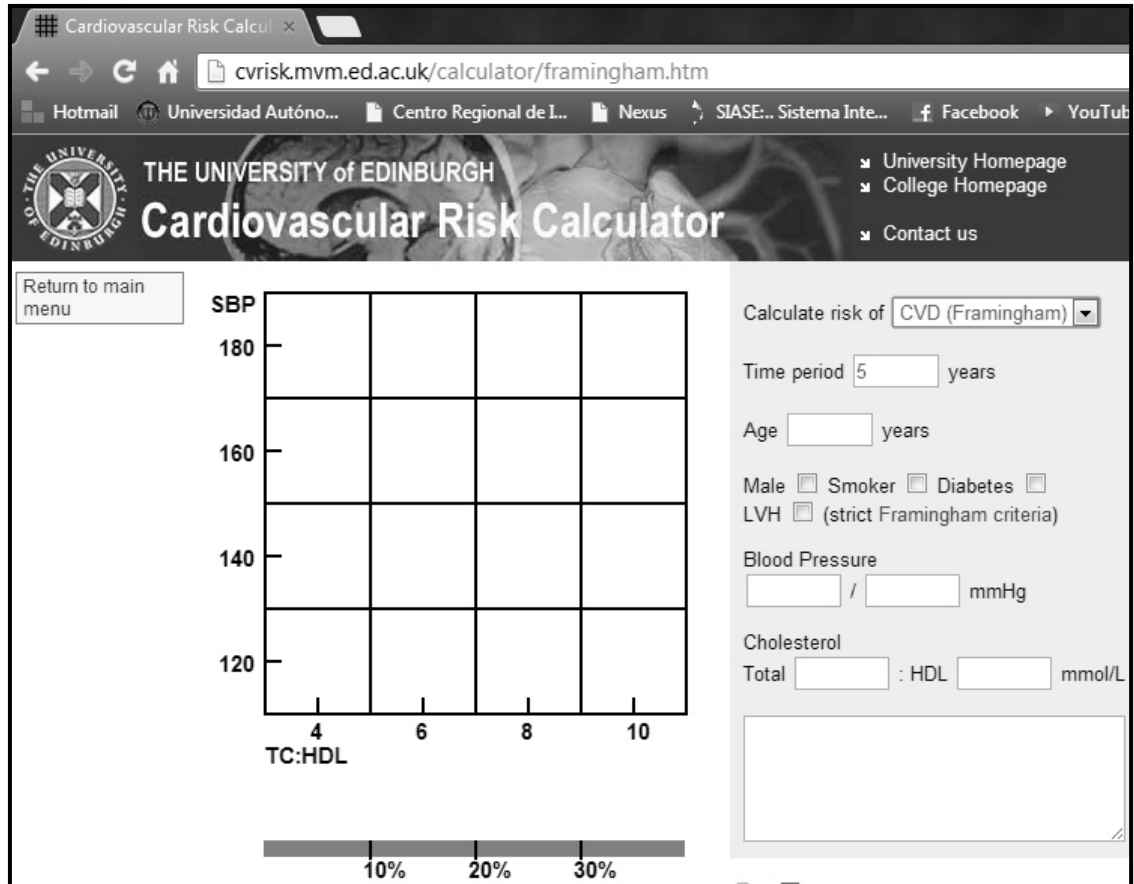 Cardiovascular Risk Calcul
cvrisk.mvm.ed.ac.uk/calculator/framingham.htm
Hotmail Universidad Autóno... Centro Regional de I... Nexus SIASE:.. Sistema Inte... Facebook YouTub
THE UNIVERSITY OF EDINBURGH
THE UNIVERSITY of EDINBURGH
Cardiovascular Risk Calculator
University Homepage
College Homepage
Contact us
Return to main
menu
SBP
180
160
140
120
4 6 8 10
TC:HDL
10% 20% 30%
Calculate risk of CVD (Framingham)
Time period 5 years
Age years
Male Smoker Diabetes
LVH (strict Framingham criteria)
Blood Pressure
/ mmHg
Cholesterol
Total : HDL mmol/L